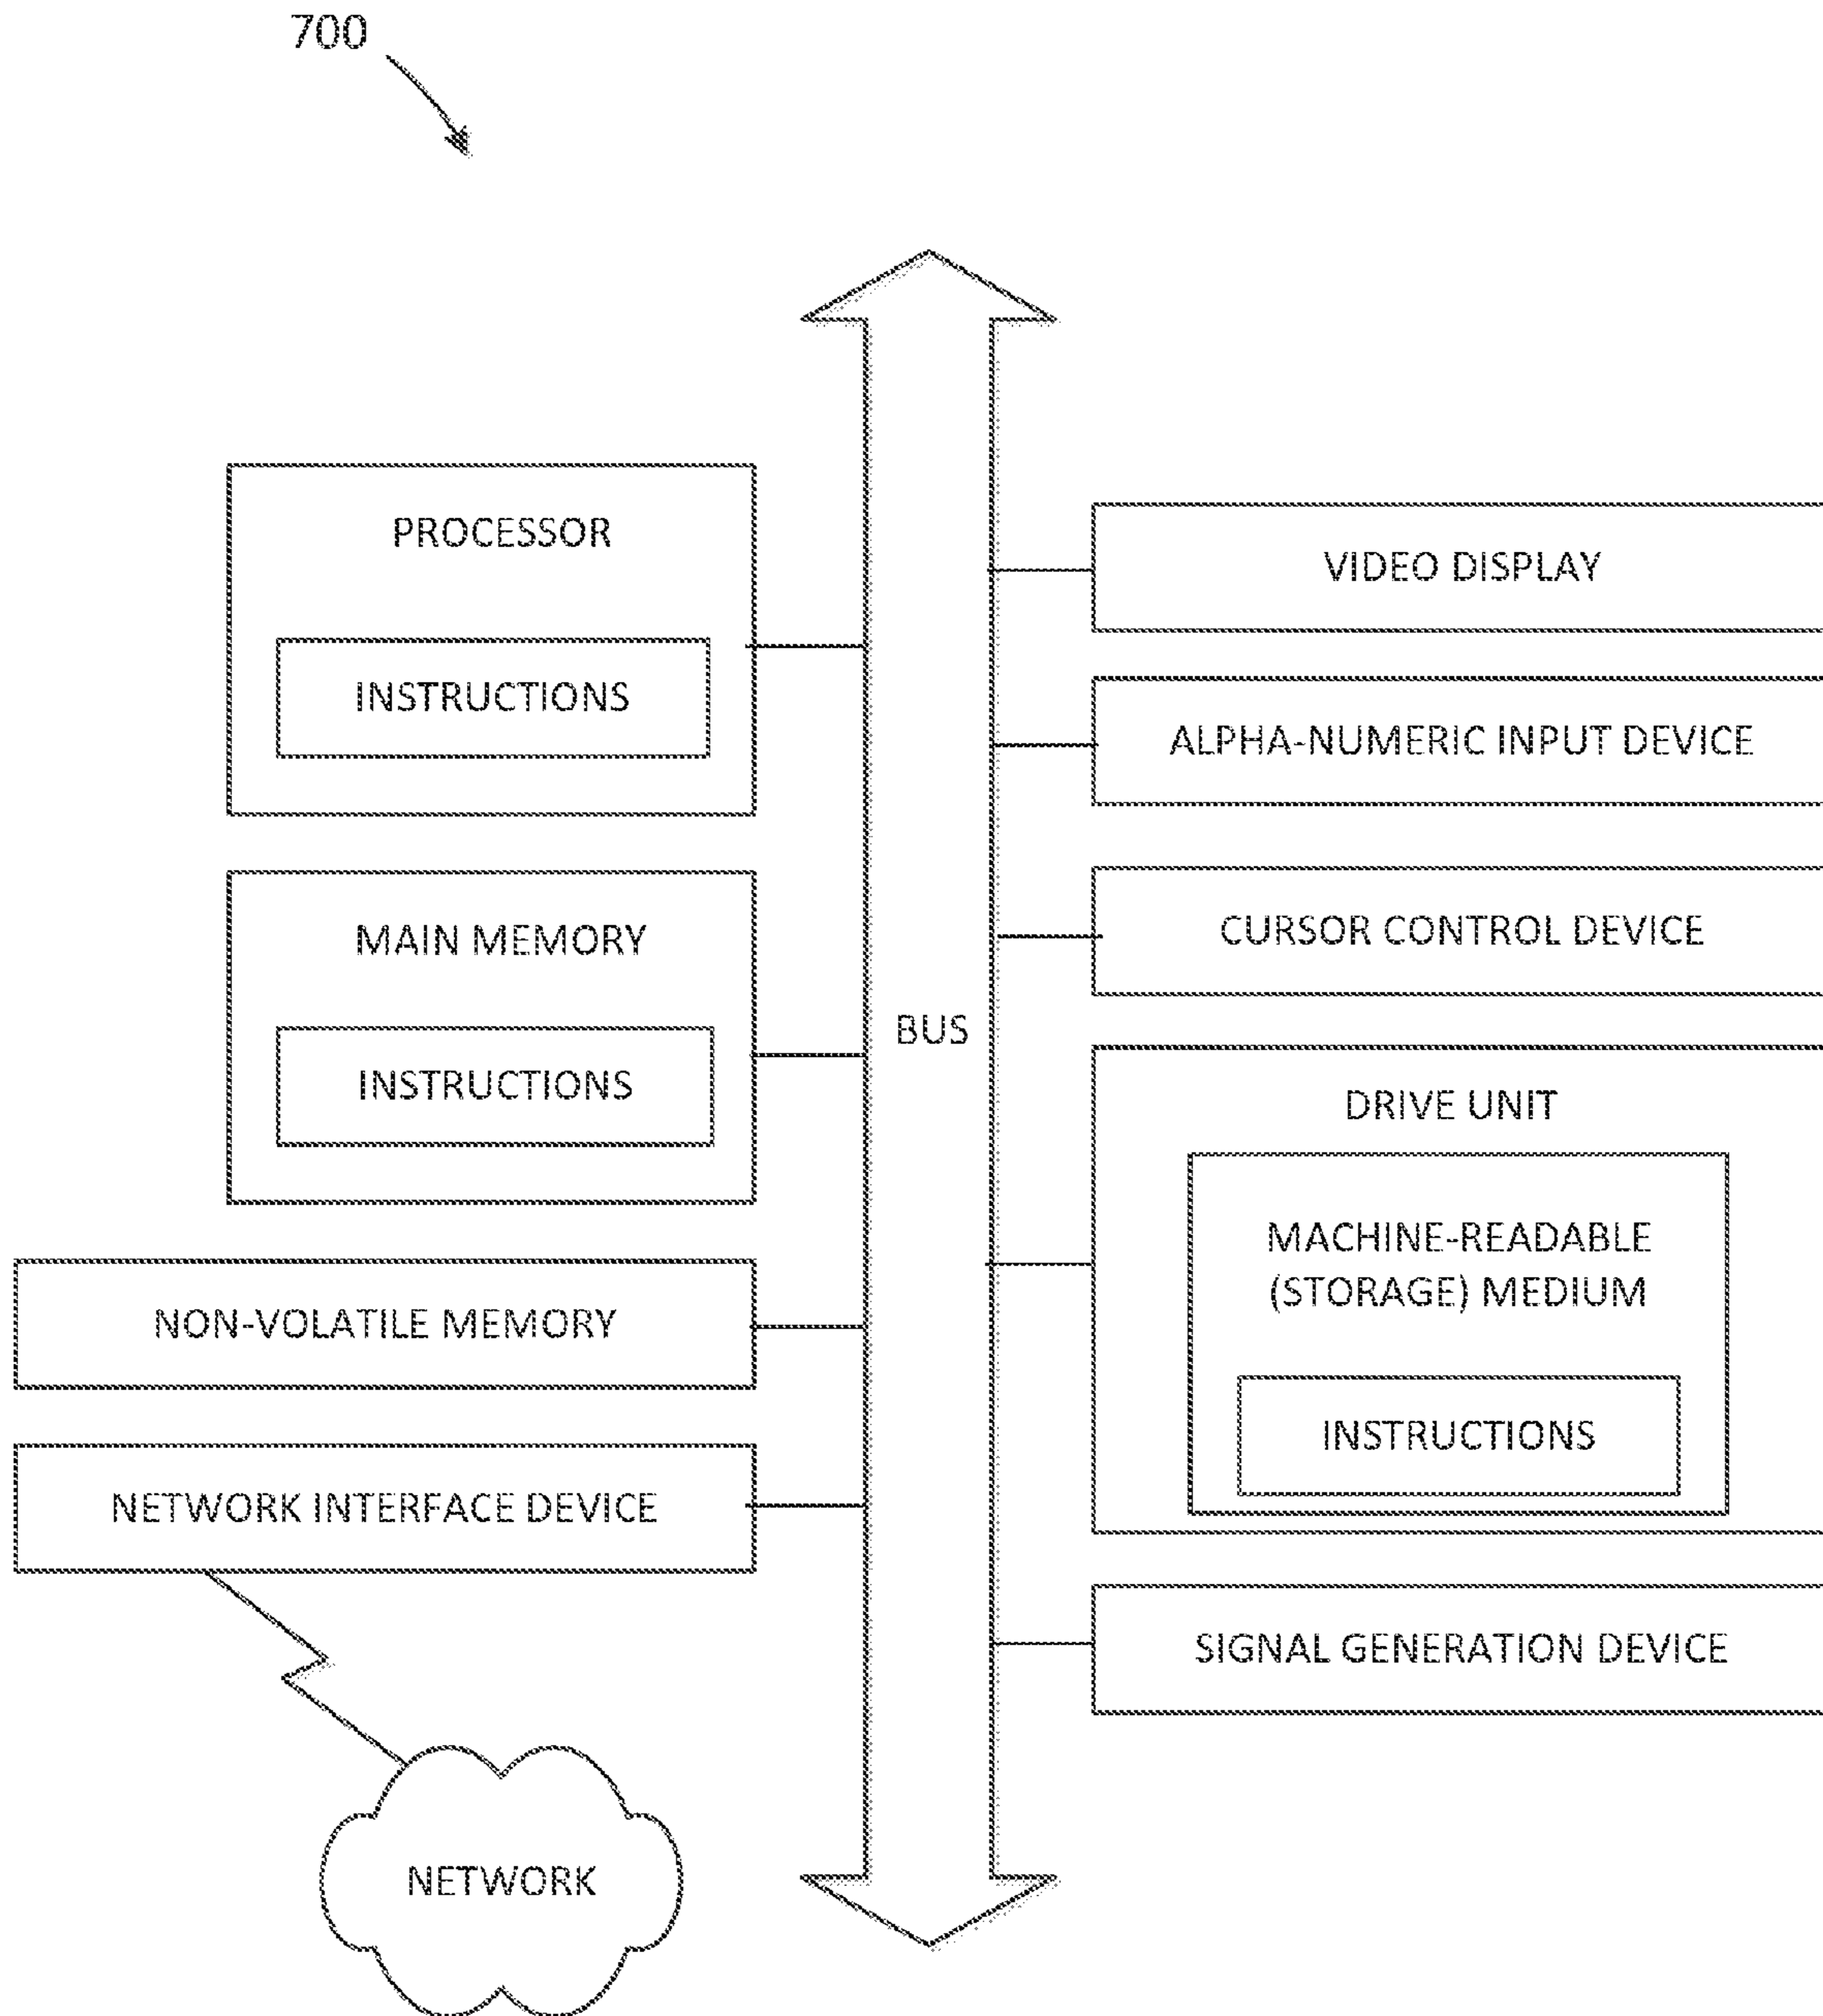 700
PROCESSOR
INSTRUCTIONS
MAIN MEMORY
INSTRUCTIONS
NON-VOLATILE MEMORY
NETWORK INTERFACE DEVICE
NETWORK
BUS
VIDEO DISPLAY
ALPHA-NUMERIC INPUT DEVICE
CURSOR CONTROL DEVICE
DRIVE UNIT
MACHINE-READABLE
(STORAGE) MEDIUM
INSTRUCTIONS
SIGNAL GENERATION DEVICE